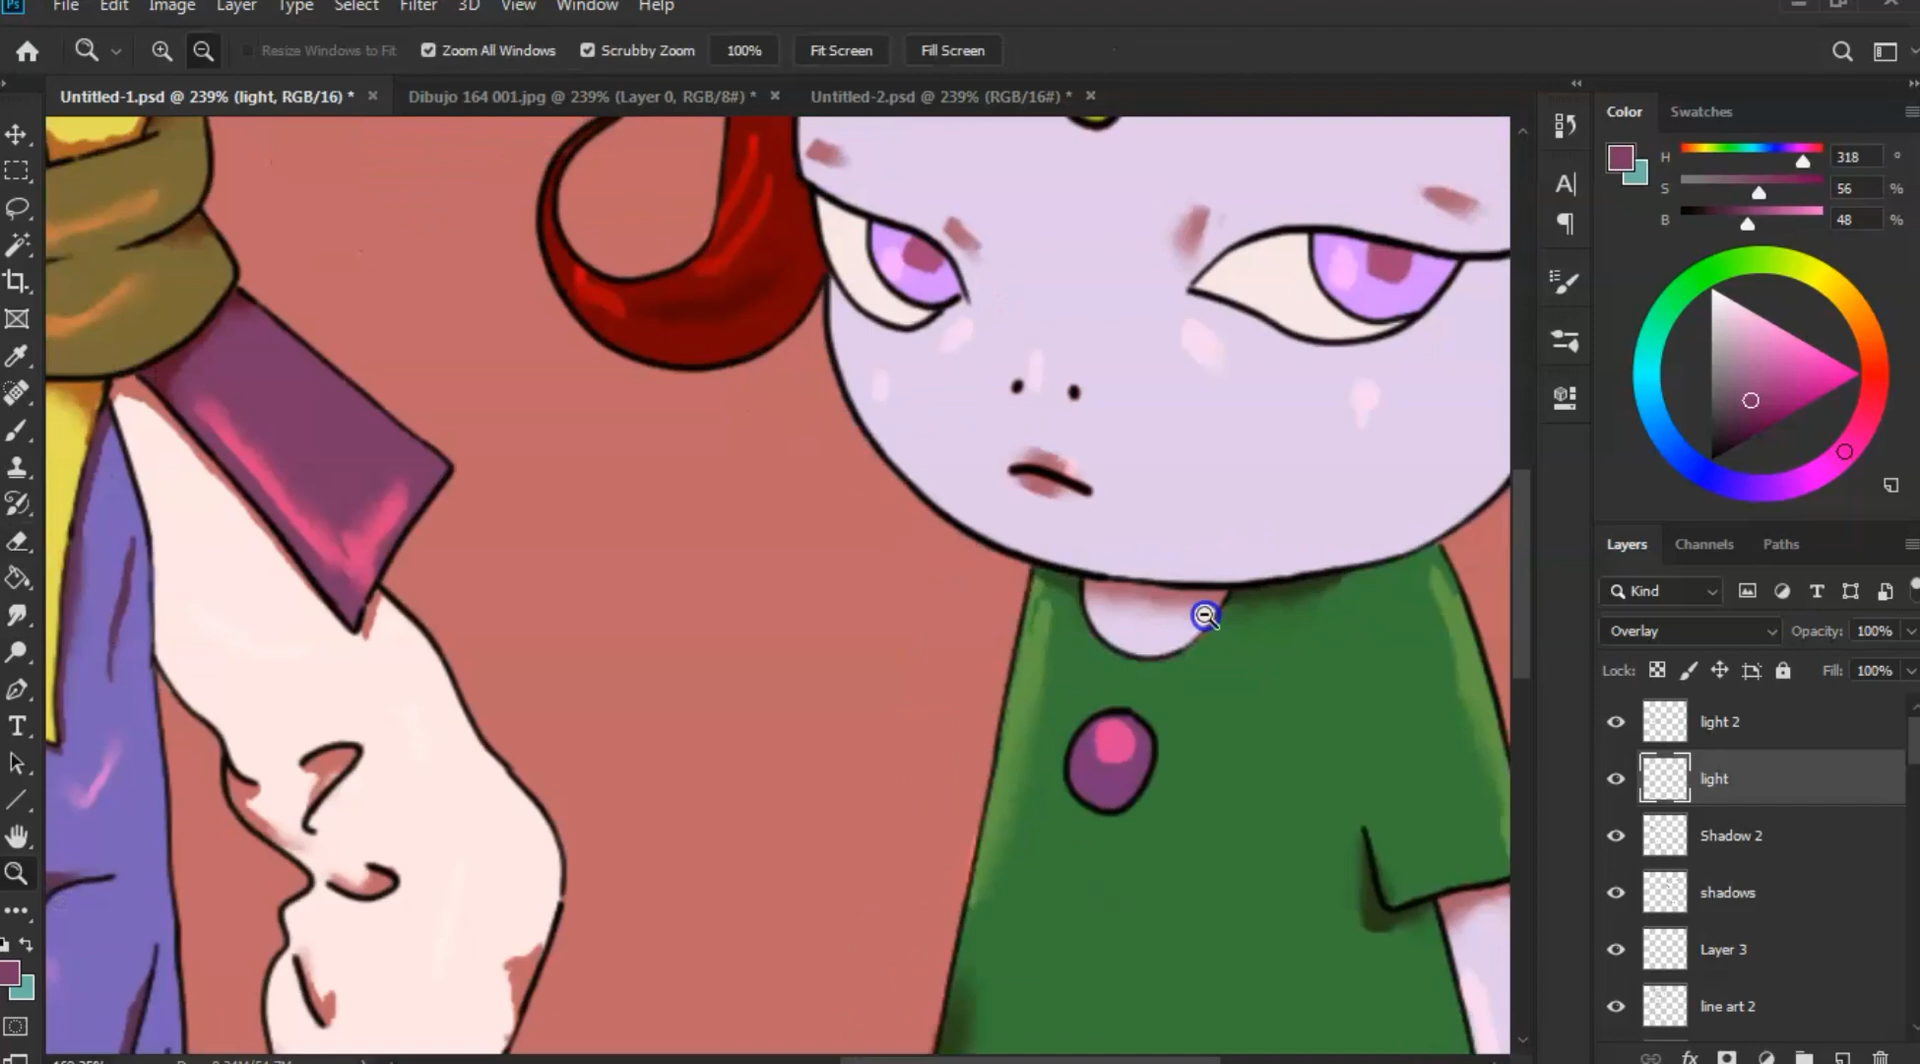 Ps File Edit Image Layer Type Select Filter 3D View Window Help
Resize Windows to Fit Zoom All Windows Scrubby Zoom 100% Fit Screen Fill Screen
Untitled-1.psd @ 239% (light, RGB/16) * × Dibujo 164 001.jpg @ 239% (Layer 0, RGB/8#) * × Untitled-2.psd @ 239% (RGB/16#) * ×
Color Swatches
H 318 °
S 56 %
B 48 %
Layers Channels Paths
Kind
Overlay Opacity: 100%
Lock: Fill: 100%
light 2
light
Shadow 2
shadows
Layer 3
line art 2
fx